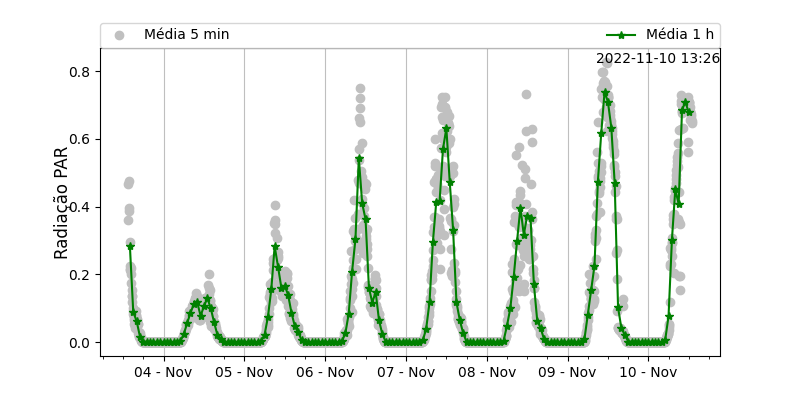 Média 5 min
Média 1 h
2022-11-10 13:26
0.8
0.6
0.4
0.2
0.0
Radiação PAR
04 - Nov
05 - Nov
06 - Nov
07 - Nov
08 - Nov
09 - Nov
10 - Nov